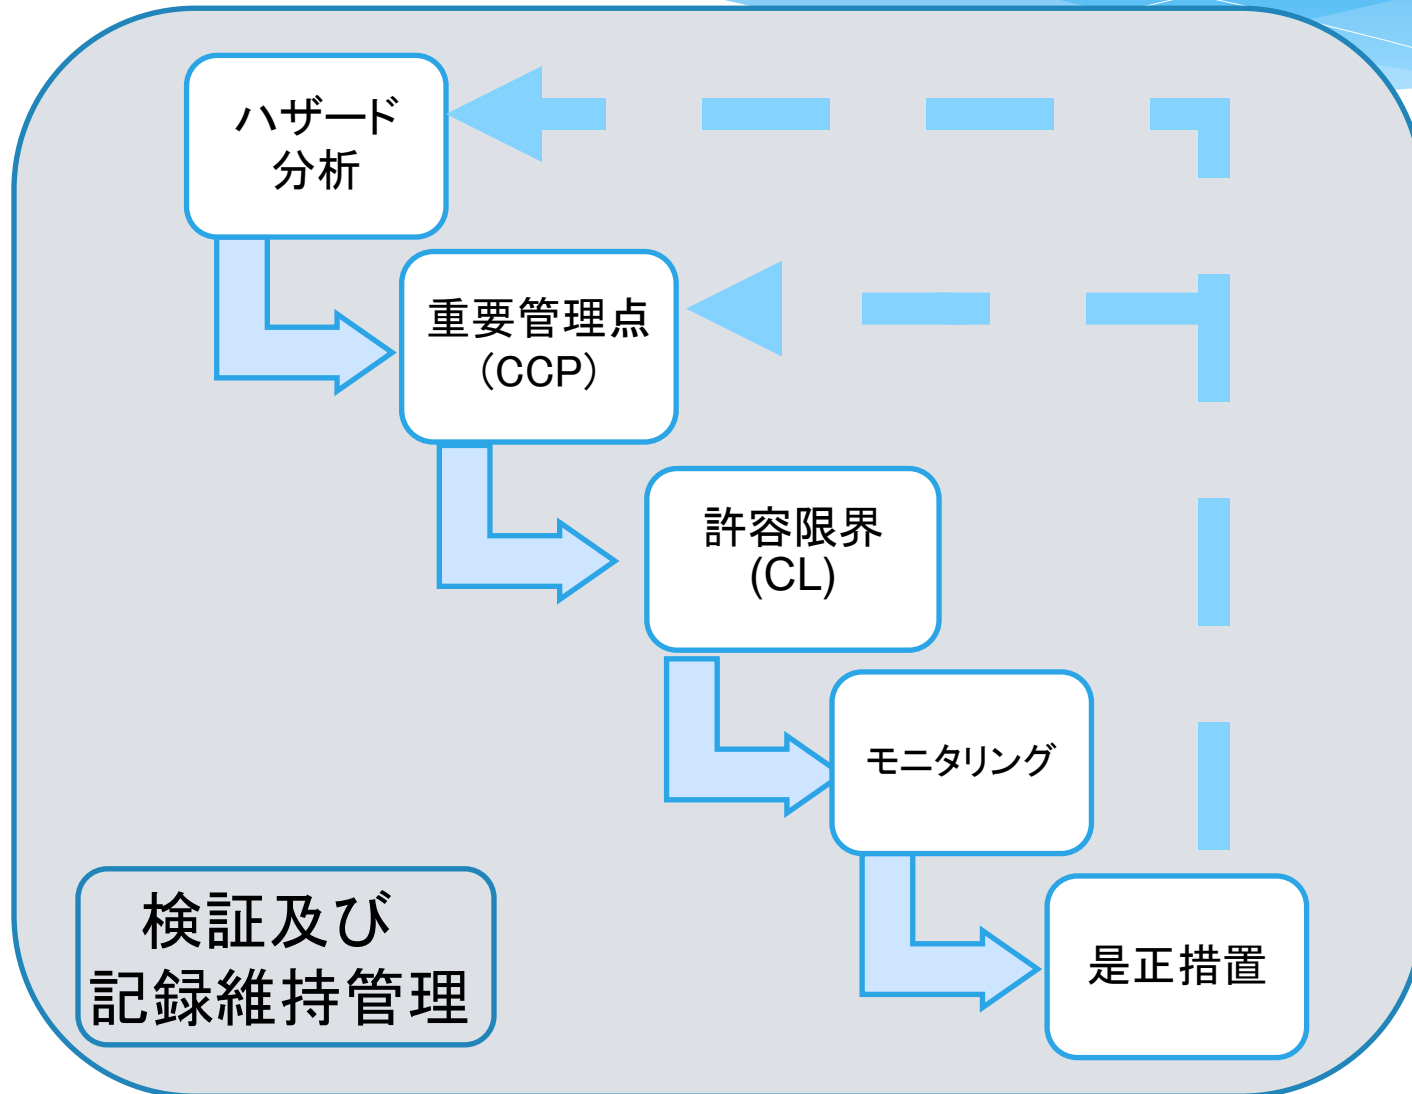 ハザード
分析
重要管理点
（CCP）
許容限界
(CL)
モニタリング
是正措置
検証及び
記録維持管理